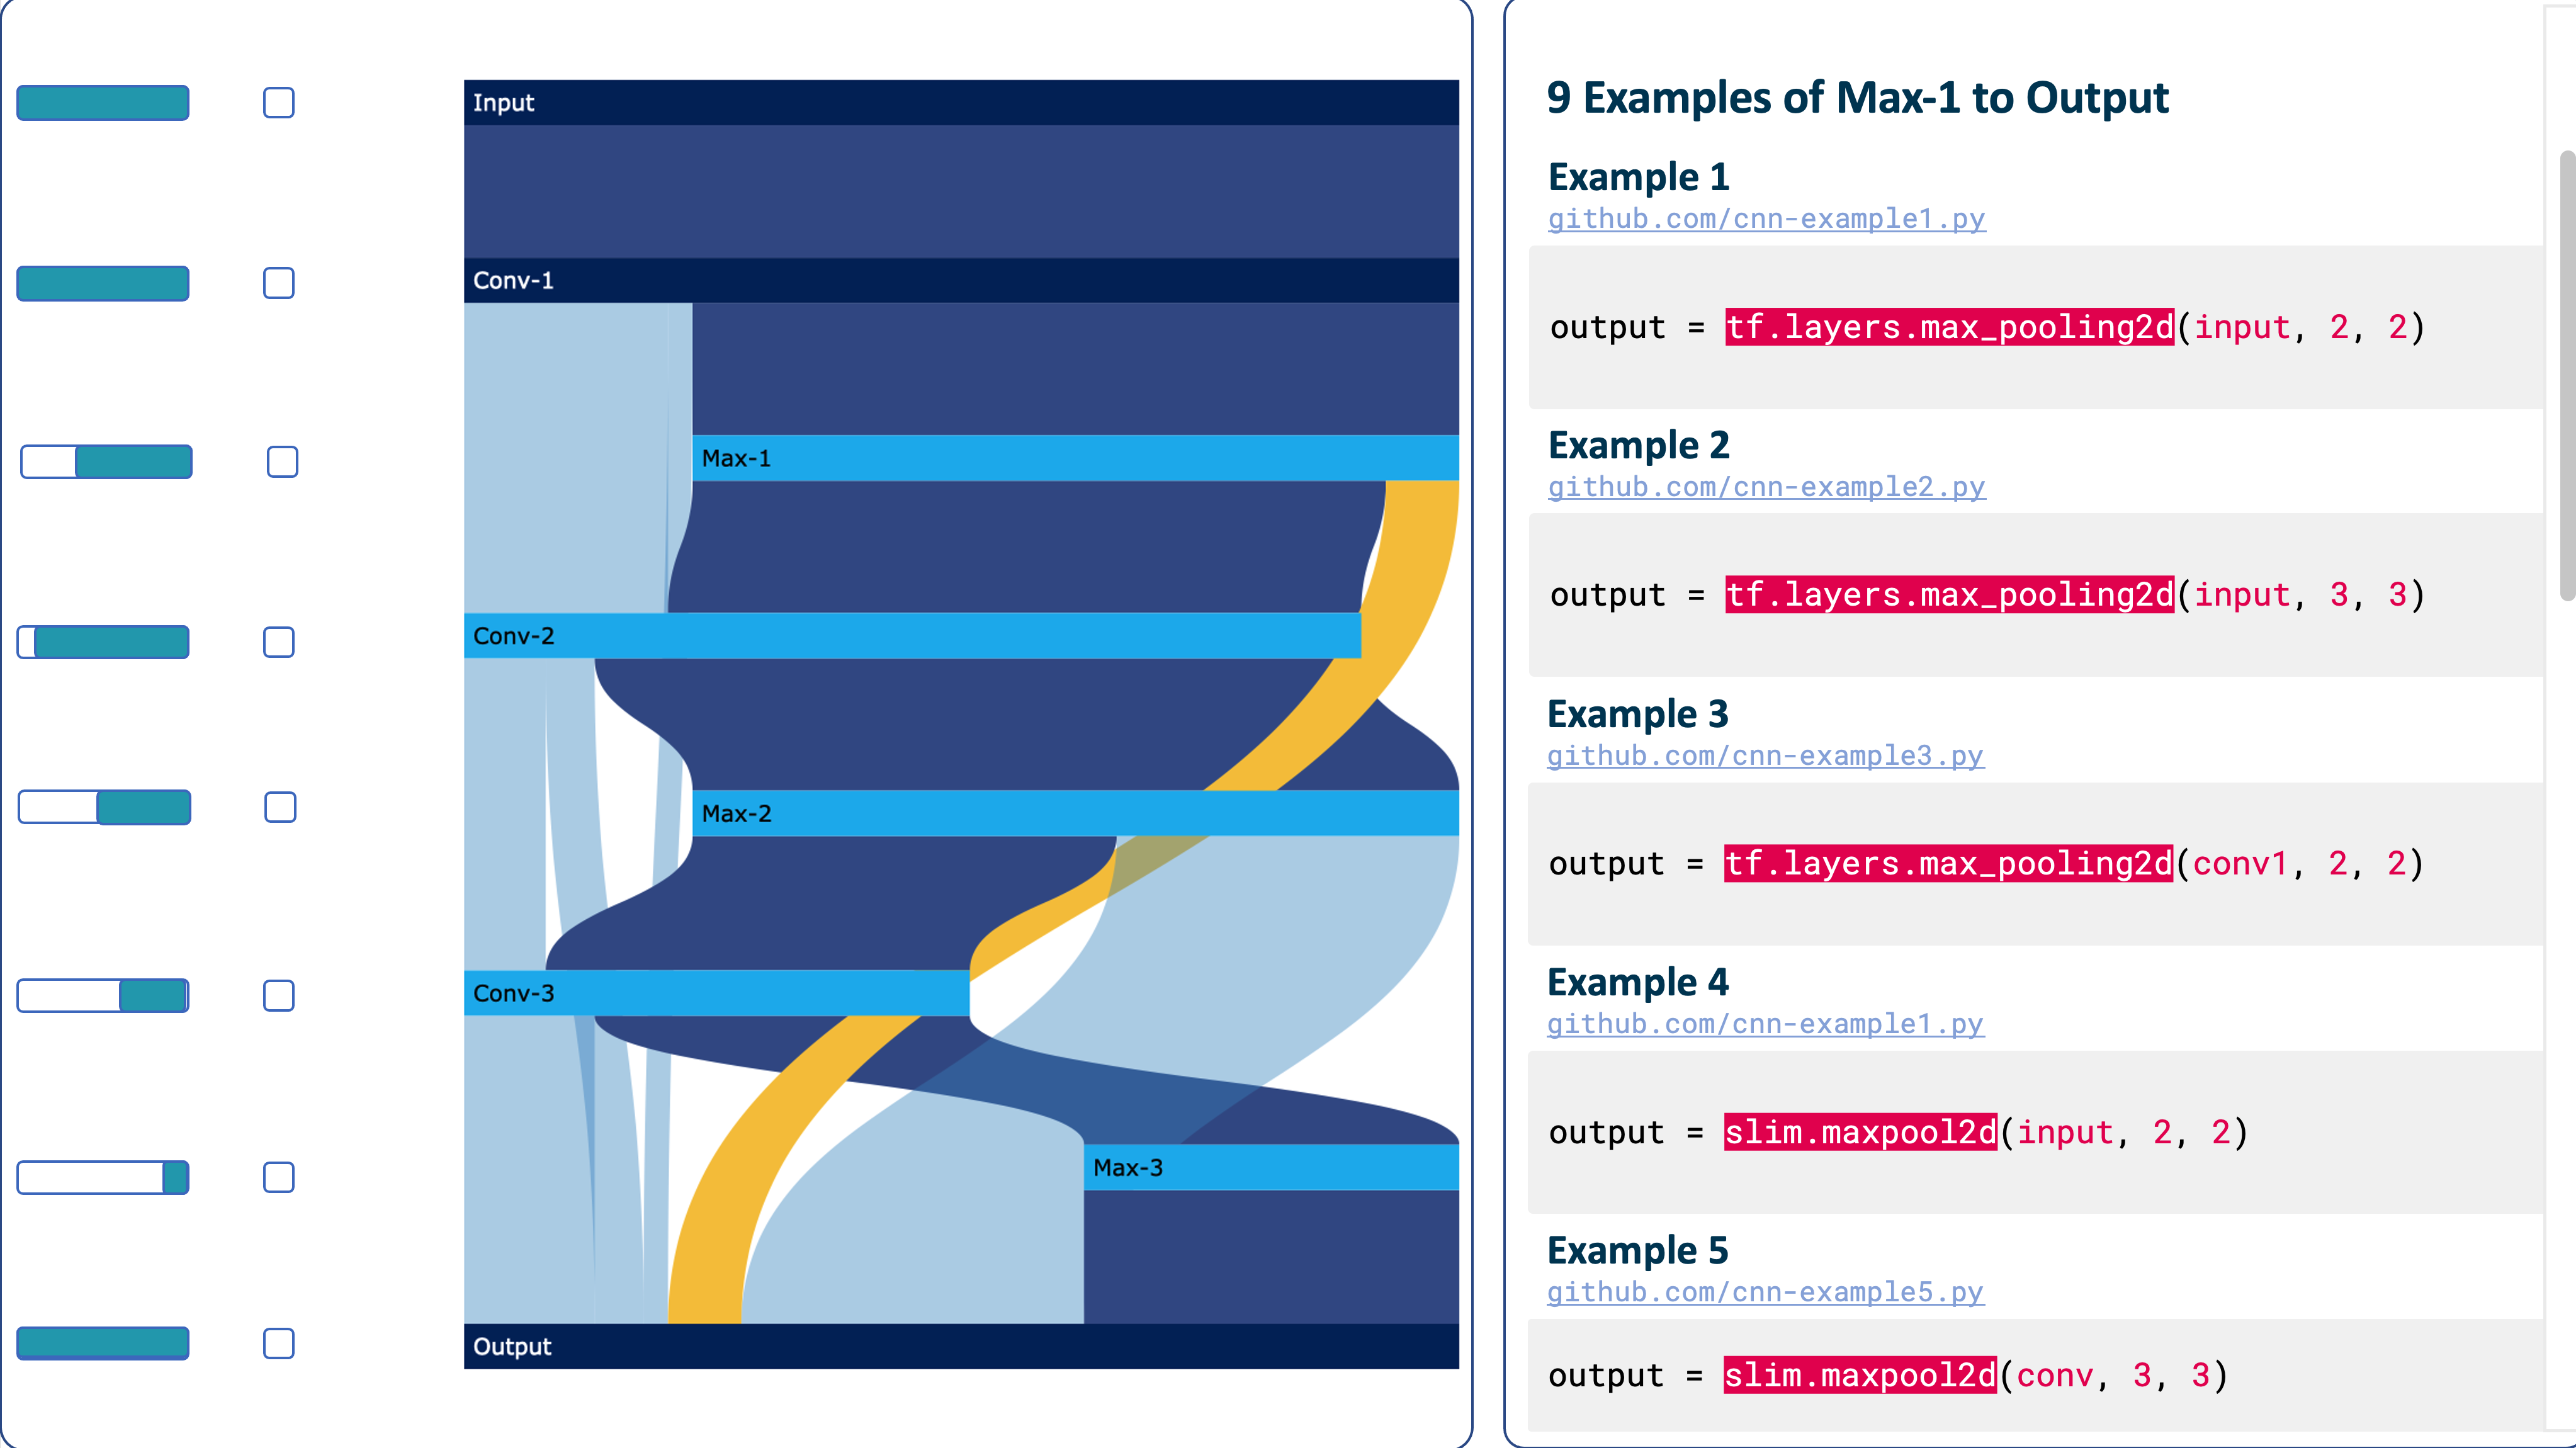 Input
Conv-1
Max-1
Conv-2
Max-2
Conv-3
Max-3
Output
9 Examples of Max-1 to Output
Example 1
github.com/cnn-example1.py
output = tf.layers.max_pooling2d(input, 2, 2)
Example 2
github.com/cnn-example2.py
output = tf.layers.max_pooling2d(input, 3, 3)
Example 3
github.com/cnn-example3.py
output = tf.layers.max_pooling2d(conv1, 2, 2)
Example 4
github.com/cnn-example1.py
output = slim.maxpool2d(input, 2, 2)
Example 5
github.com/cnn-example5.py
output = slim.maxpool2d(conv, 3, 3)